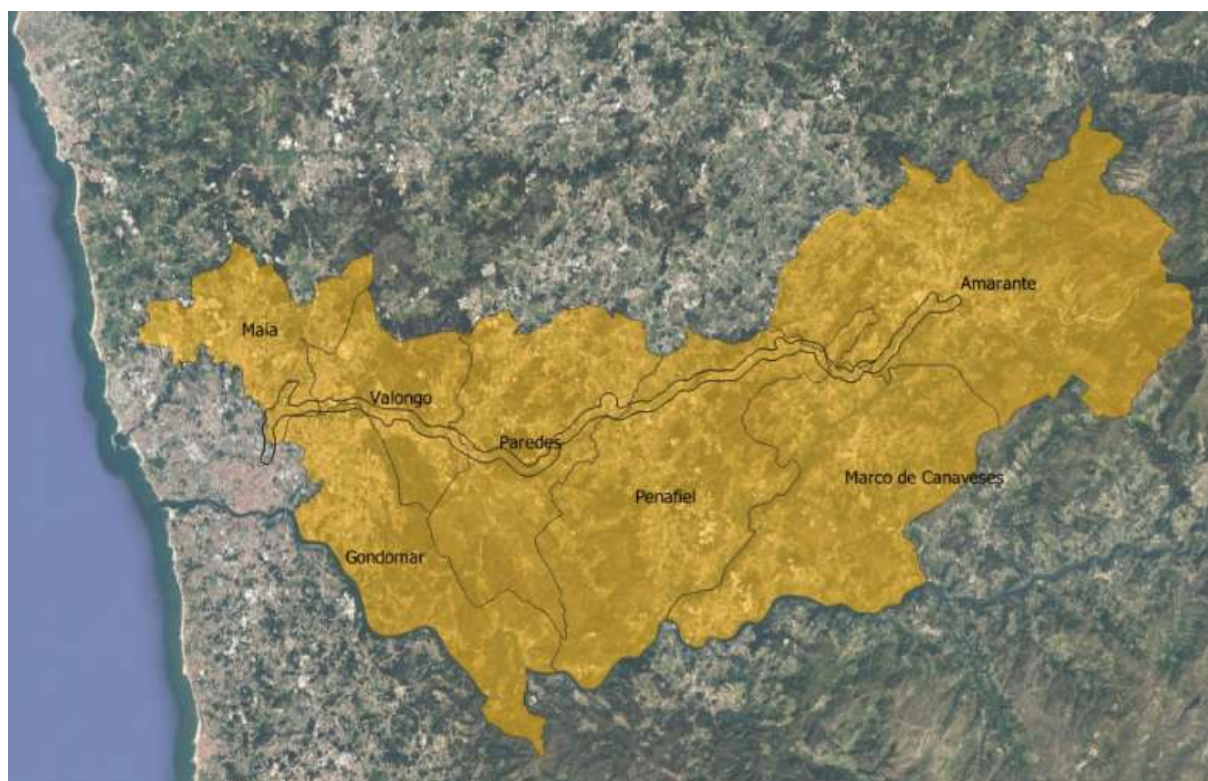 Amarante
Maia
Valongo
Paredes
Marco de Canaveses
Penafiel
Gondomar